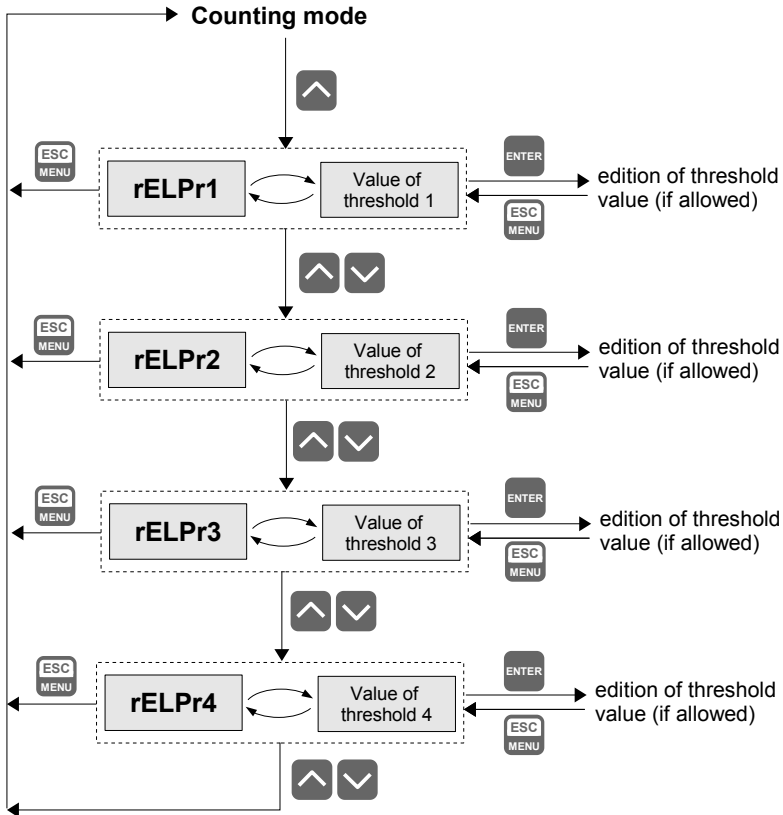 Counting mode
ESC
MENU
rELPr1
Value of
threshold 1
ENTER
ESC
MENU
edition of threshold
value (if allowed)
ESC
MENU
rELPr2
Value of
threshold 2
ENTER
ESC
MENU
edition of threshold
value (if allowed)
ESC
MENU
rELPr3
Value of
threshold 3
ENTER
ESC
MENU
edition of threshold
value (if allowed)
ESC
MENU
rELPr4
Value of
threshold 4
ENTER
ESC
MENU
edition of threshold
value (if allowed)